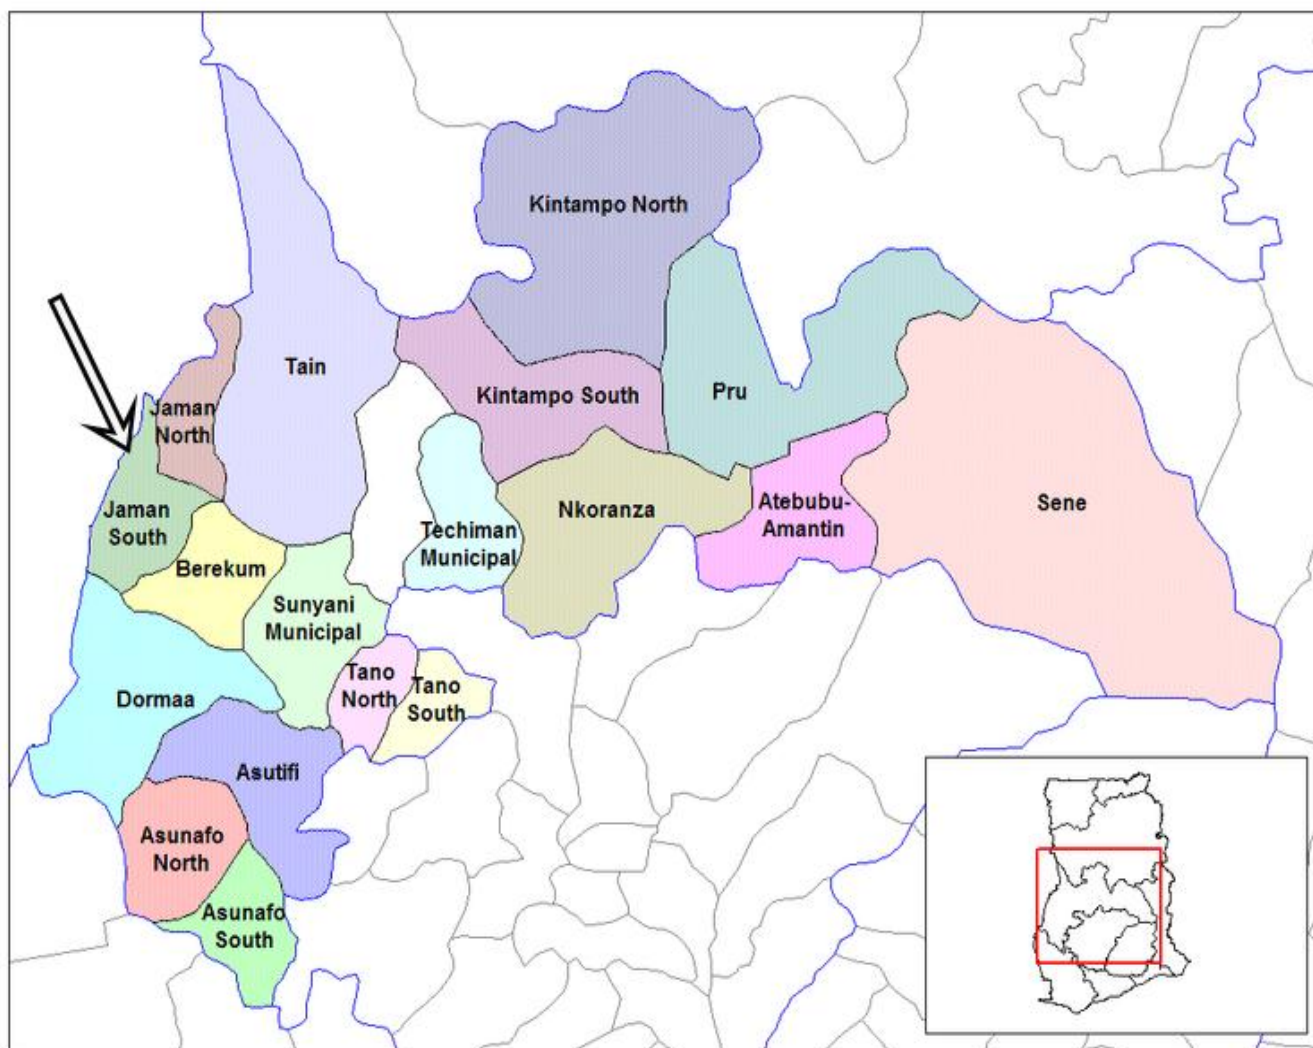 Kintampo North
Tain
Kintampo South
Pru
Jaman
North
Jaman
South
Techiman
Municipal
Nkoranza
Atebubu-
Amantin
Sene
Berekum
Sunyani
Municipal
Tano
North
Tano
South
Dormaa
Asutifi
Asunafo
North
Asunafo
South